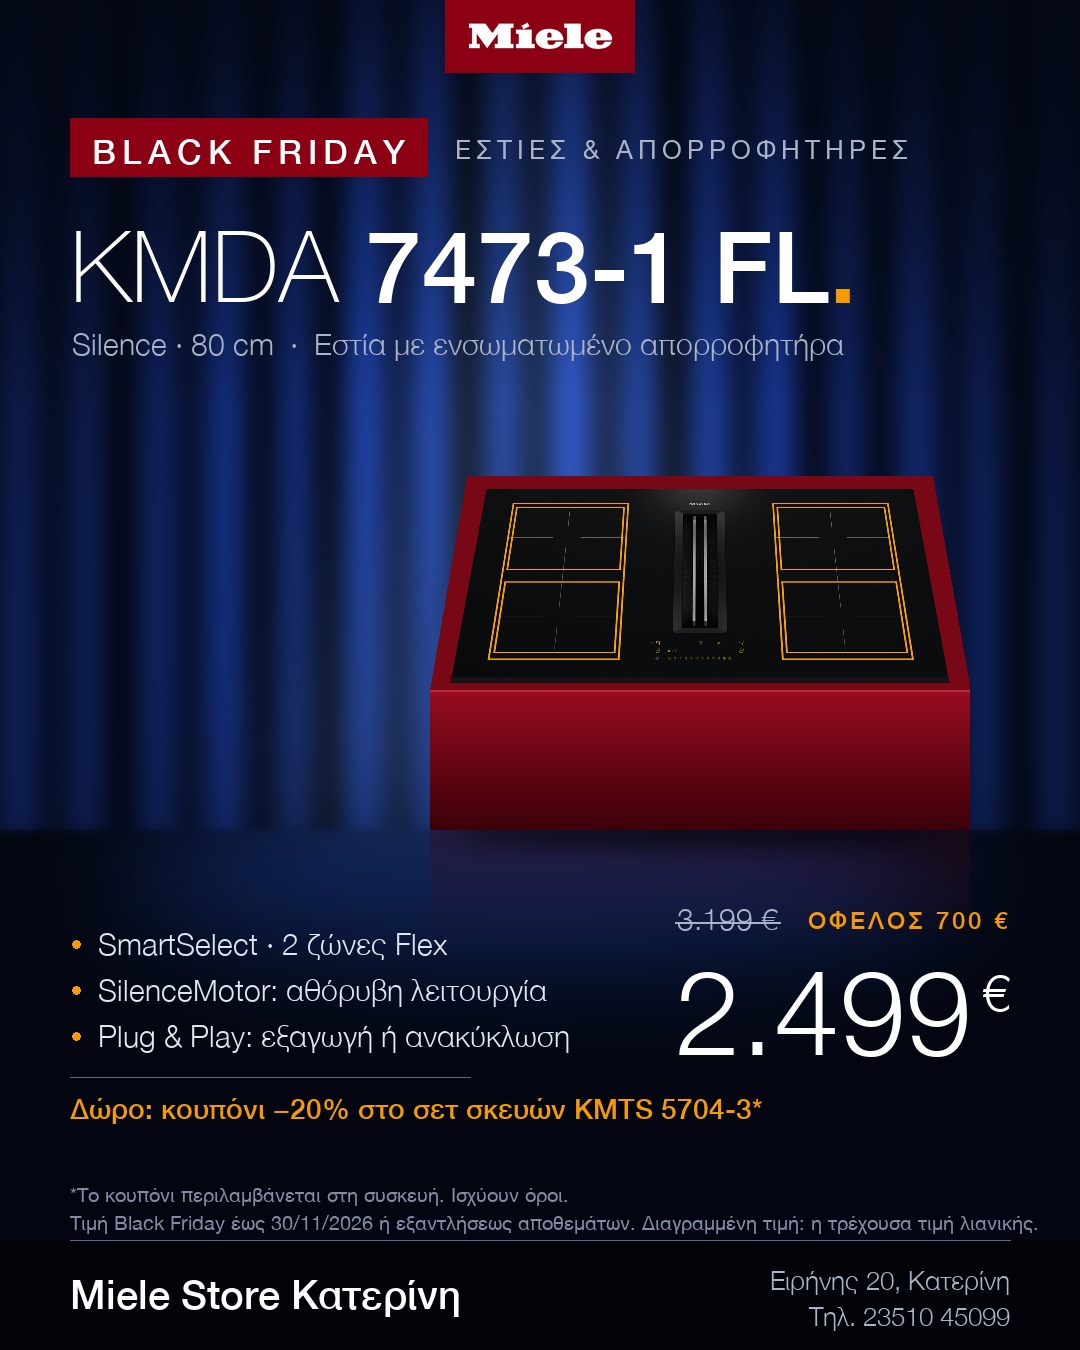 Miele
BLACK FRIDAY ΕΣΤΙΕΣ & ΑΠΟΡΡΟΦΗΤΗΡΕΣ
KMDA 7473-1 FL.
Silence · 80 cm · Εστία με ενσωματωμένο απορροφητήρα
3.199 € ΟΦΕΛΟΣ 700 €
• SmartSelect · 2 ζώνες Flex
• SilenceMotor: αθόρυβη λειτουργία
• Plug & Play: εξαγωγή ή ανακύκλωση
2.499 €
Δώρο: κουπόνι –20% στο σετ σκευών KMTS 5704-3*
*Το κουπόνι περιλαμβάνεται στη συσκευή. Ισχύουν όροι.
Τιμή Black Friday έως 30/11/2026 ή εξαντλήσεως αποθεμάτων. Διαγραμμένη τιμή: η τρέχουσα τιμή λιανικής.
Miele Store Κατερίνη
Ειρήνης 20, Κατερίνη
Τηλ. 23510 45099